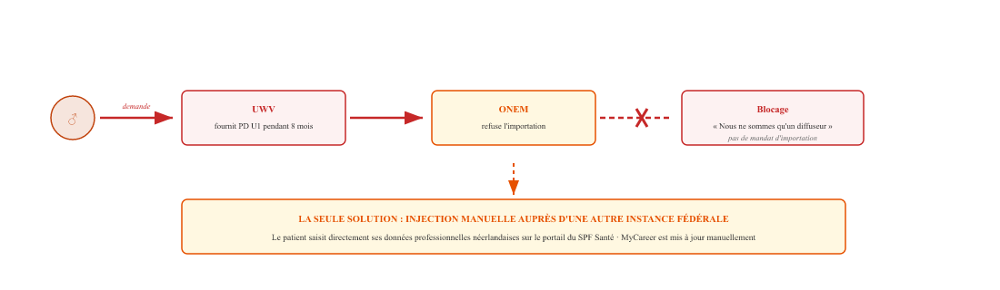 demande
UWV
fournit PD U1 pendant 8 mois
ONEM
refuse l'importation
Blocage
« Nous ne sommes qu'un diffuseur »
pas de mandat d'importation
LA SEULE SOLUTION : INJECTION MANUELLE AUPRÈS D'UNE AUTRE INSTANCE FÉDÉRALE
Le patient saisit directement ses données professionnelles néerlandaises sur le portail du SPF Santé · MyCareer est mis à jour manuellement